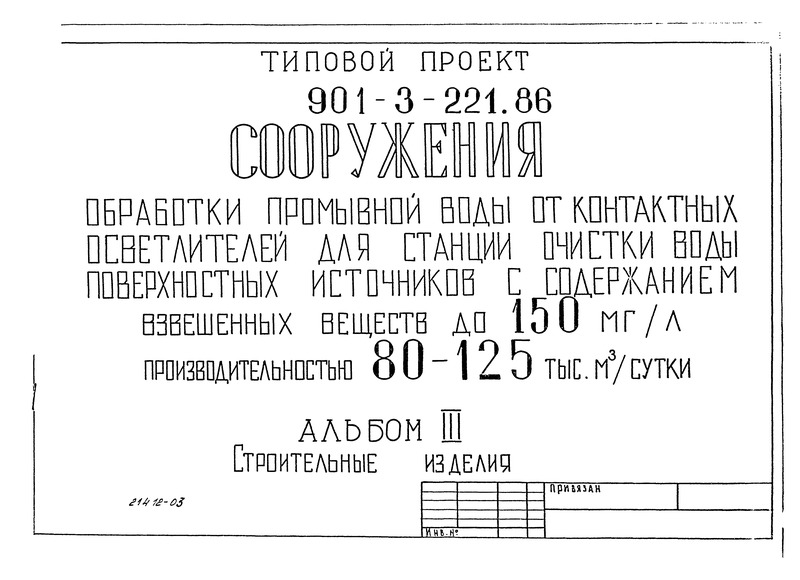 ТИПОВОЙ ПРОЕКТ
901-3-221.86
СООРУЖЕНИЯ
ОБРАБОТКИ ПРОМЫВНОЙ ВОДЫ ОТ КОНТАКТНЫХ
ОСВЕТЛИТЕЛЕЙ ДЛЯ СТАНЦИИ ОЧИСТКИ ВОДЫ
ПОВЕРХНОСТНЫХ ИСТОЧНИКОВ С СОДЕРЖАНИЕМ
ВЗВЕШЕННЫХ ВЕЩЕСТВ ДО 150 МГ/Л
ПРОИЗВОДИТЕЛЬНОСТЬЮ 80-125 ТЫС. М³/СУТКИ
АЛЬБОМ III
СТРОИТЕЛЬНЫЕ ИЗДЕЛИЯ
21412-03
ПРИВЯЗАН
ИНВ.№